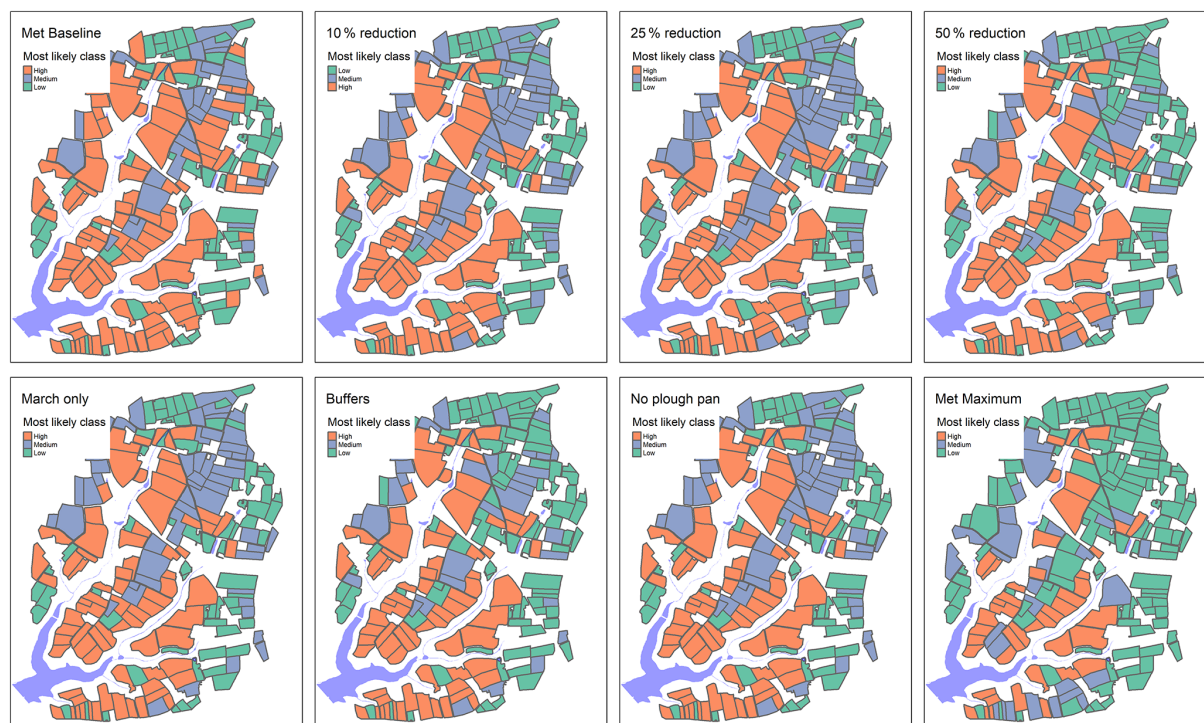 Met Baseline
Most likely class
High
Medium
Low
10 % reduction
Most likely class
Low
Medium
High
25 % reduction
Most likely class
High
Medium
Low
50 % reduction
Most likely class
High
Medium
Low
March only
Most likely class
High
Medium
Low
Buffers
Most likely class
High
Medium
Low
No plough pan
Most likely class
High
Medium
Low
Met Maximum
Most likely class
High
Medium
Low